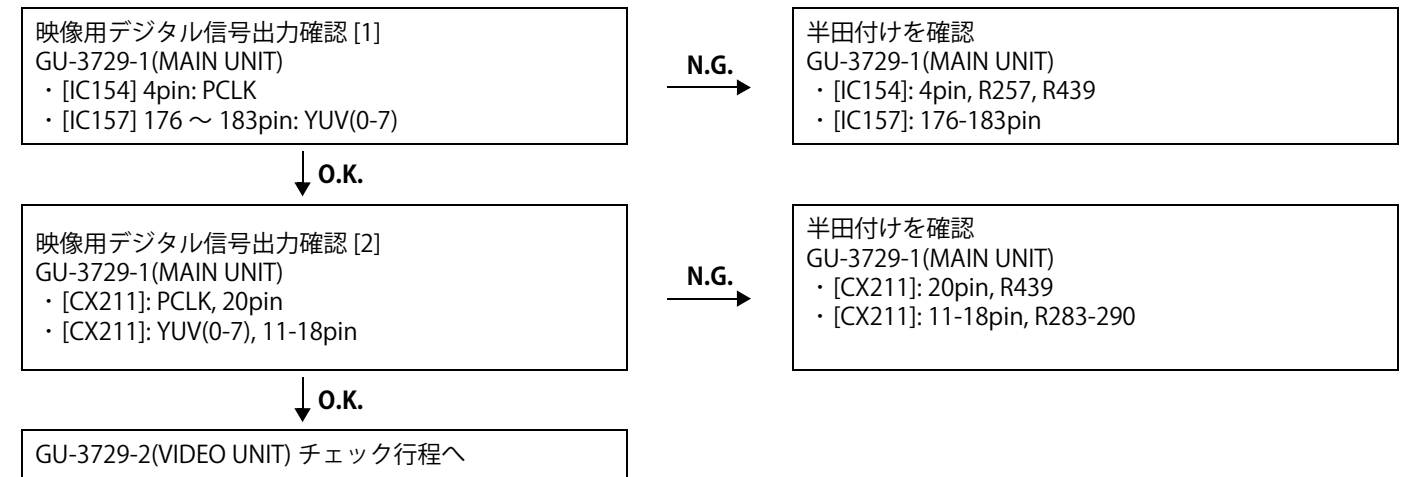 映像用デジタル信号出力確認 [1]
GU-3729-1(MAIN UNIT)
・[IC154] 4pin: PCLK
・[IC157] 176 ～ 183pin: YUV(0-7)
N.G.
半田付けを確認
GU-3729-1(MAIN UNIT)
・[IC154]: 4pin, R257, R439
・[IC157]: 176-183pin
O.K.
映像用デジタル信号出力確認 [2]
GU-3729-1(MAIN UNIT)
・[CX211]: PCLK, 20pin
・[CX211]: YUV(0-7), 11-18pin
N.G.
半田付けを確認
GU-3729-1(MAIN UNIT)
・[CX211]: 20pin, R439
・[CX211]: 11-18pin, R283-290
O.K.
GU-3729-2(VIDEO UNIT) チェック行程へ